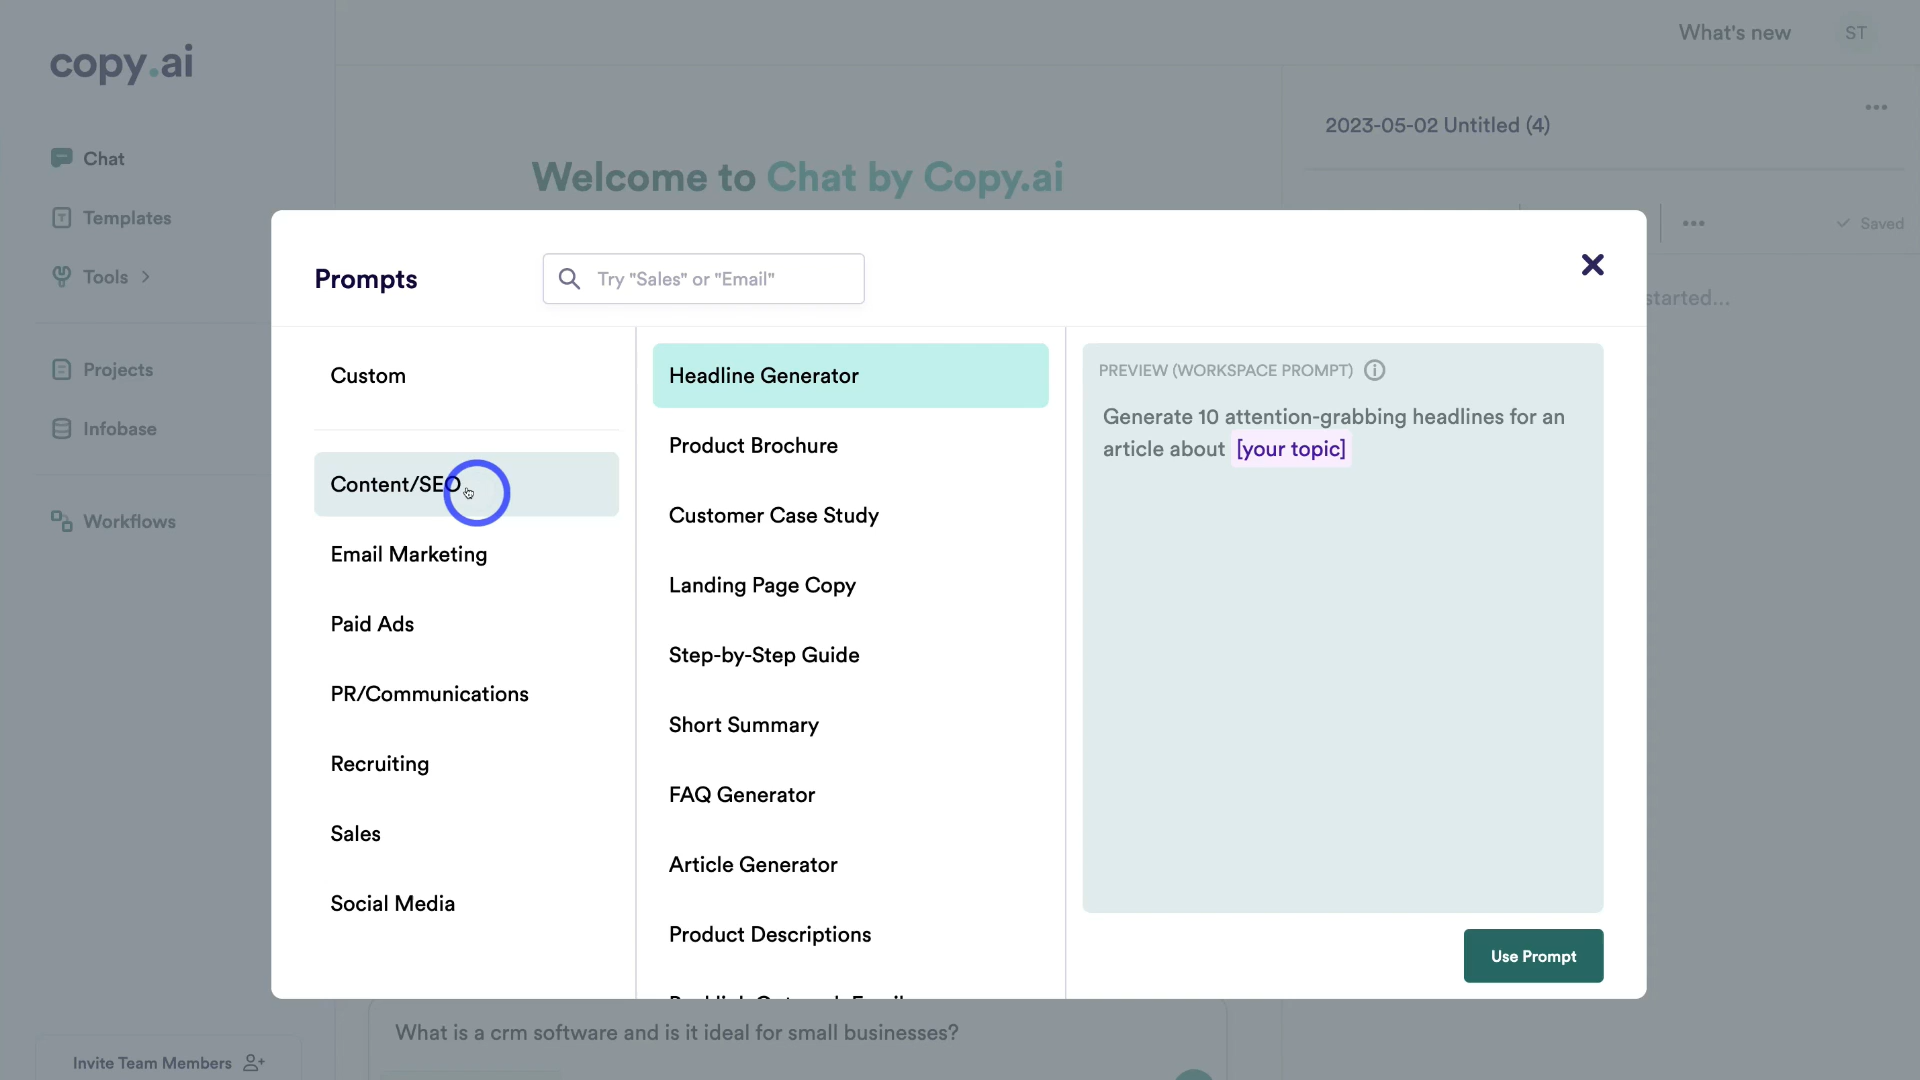 copy.ai
What's new
ST
Chat
Templates
Tools
Projects
Infobase
Workflows
Invite Team Members
Welcome to Chat by Copy.ai
2023-05-02 Untitled (4)
Saved
started...
Prompts
Try "Sales" or "Email"
Custom
Content/SEO
Email Marketing
Paid Ads
PR/Communications
Recruiting
Sales
Social Media
Headline Generator
Product Brochure
Customer Case Study
Landing Page Copy
Step-by-Step Guide
Short Summary
FAQ Generator
Article Generator
Product Descriptions
PREVIEW (WORKSPACE PROMPT)
Generate 10 attention-grabbing headlines for an
article about [your topic]
Use Prompt
What is a crm software and is it ideal for small businesses?